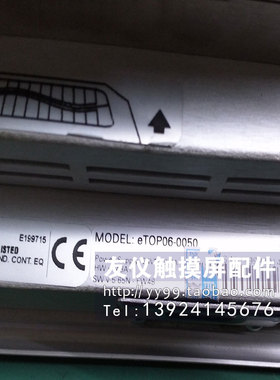 E199715
LISTED
IND. CONT. EQ
CE
MODEL: eTOP06-0050
友仪触摸屏配件
http://yy99.taobao.com
tel: 13924145676